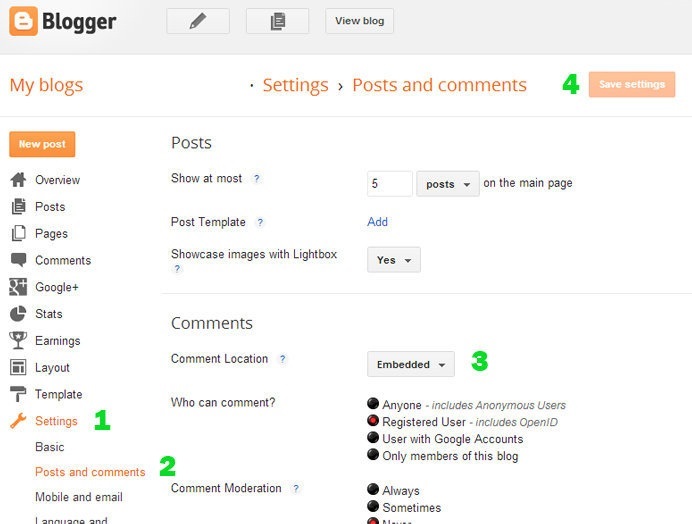 Blogger
View blog
My blogs
· Settings › Posts and comments
4
Save settings
New post
Overview
Posts
Pages
Comments
Google+
Stats
Earnings
Layout
Template
Settings
1
Basic
Posts and comments
2
Mobile and email
Language and
Posts
Show at most ?
5
posts
on the main page
Post Template ?
Add
Showcase images with Lightbox
?
Yes
Comments
Comment Location ?
Embedded
3
Who can comment?
Anyone - includes Anonymous Users
Registered User - includes OpenID
User with Google Accounts
Only members of this blog
Comment Moderation ?
Always
Sometimes
Never